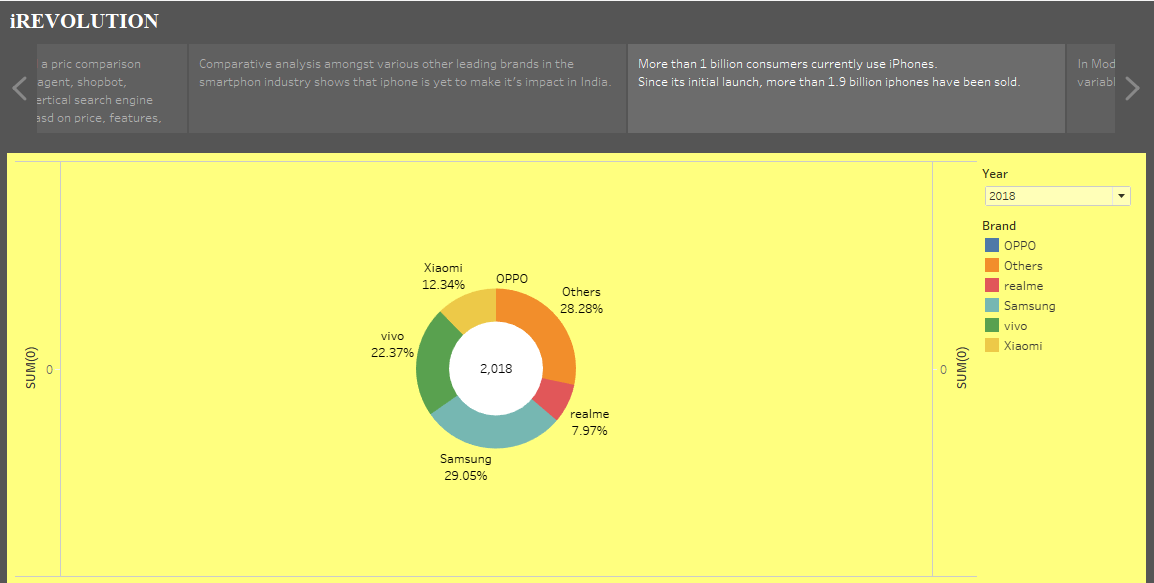 iREVOLUTION
a pric comparison
agent, shopbot,
ertical search engine
asd on price, features,
Comparative analysis amongst various other leading brands in the
smartphon industry shows that iphone is yet to make it's impact in India.
More than 1 billion consumers currently use iPhones.
Since its initial launch, more than 1.9 billion iphones have been sold.
In Mod
variabl
SUM(0)
0
Xiaomi
12.34%
OPPO
Others
28.28%
vivo
22.37%
2,018
realme
7.97%
Samsung
29.05%
0
SUM(0)
Year
2018
Brand
OPPO
Others
realme
Samsung
vivo
Xiaomi